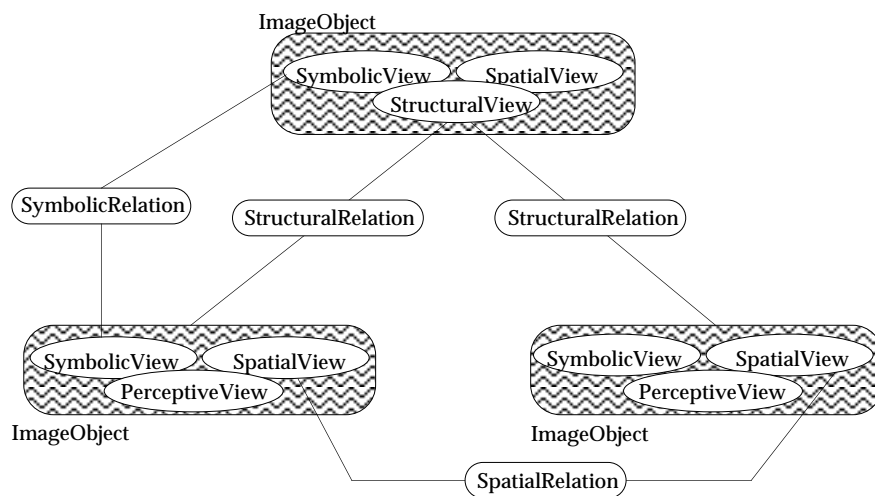 ImageObject
SymbolicView SpatialView
StructuralView
SymbolicRelation
StructuralRelation
StructuralRelation
SymbolicView SpatialView
PerceptiveView
ImageObject
SymbolicView SpatialView
PerceptiveView
ImageObject
SpatialRelation